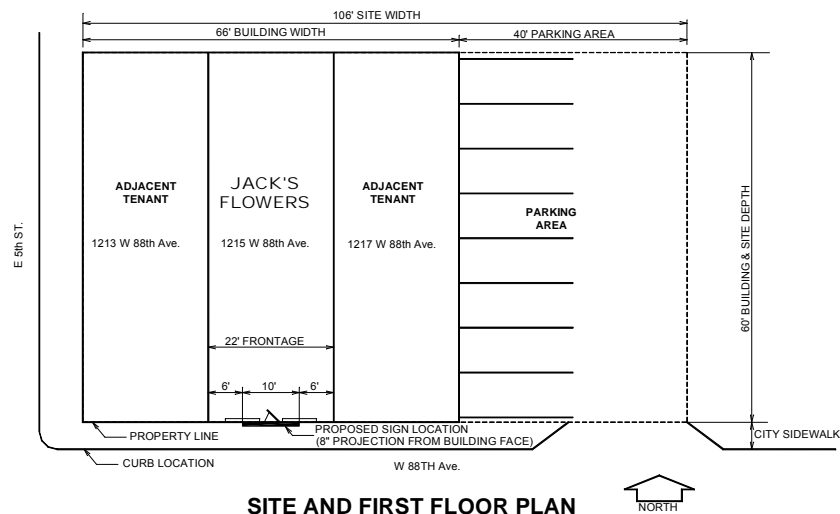 106' SITE WIDTH
66' BUILDING WIDTH
40' PARKING AREA
ADJACENT
TENANT
JACK'S
FLOWERS
ADJACENT
TENANT
PARKING
AREA
1213 W 88th Ave.
1215 W 88th Ave.
1217 W 88th Ave.
E 5th ST.
60' BUILDING & SITE DEPTH
22' FRONTAGE
6'
10'
6'
PROPERTY LINE
PROPOSED SIGN LOCATION
(8" PROJECTION FROM BUILDING FACE)
CITY SIDEWALK
CURB LOCATION
W 88TH Ave.
SITE AND FIRST FLOOR PLAN
NORTH